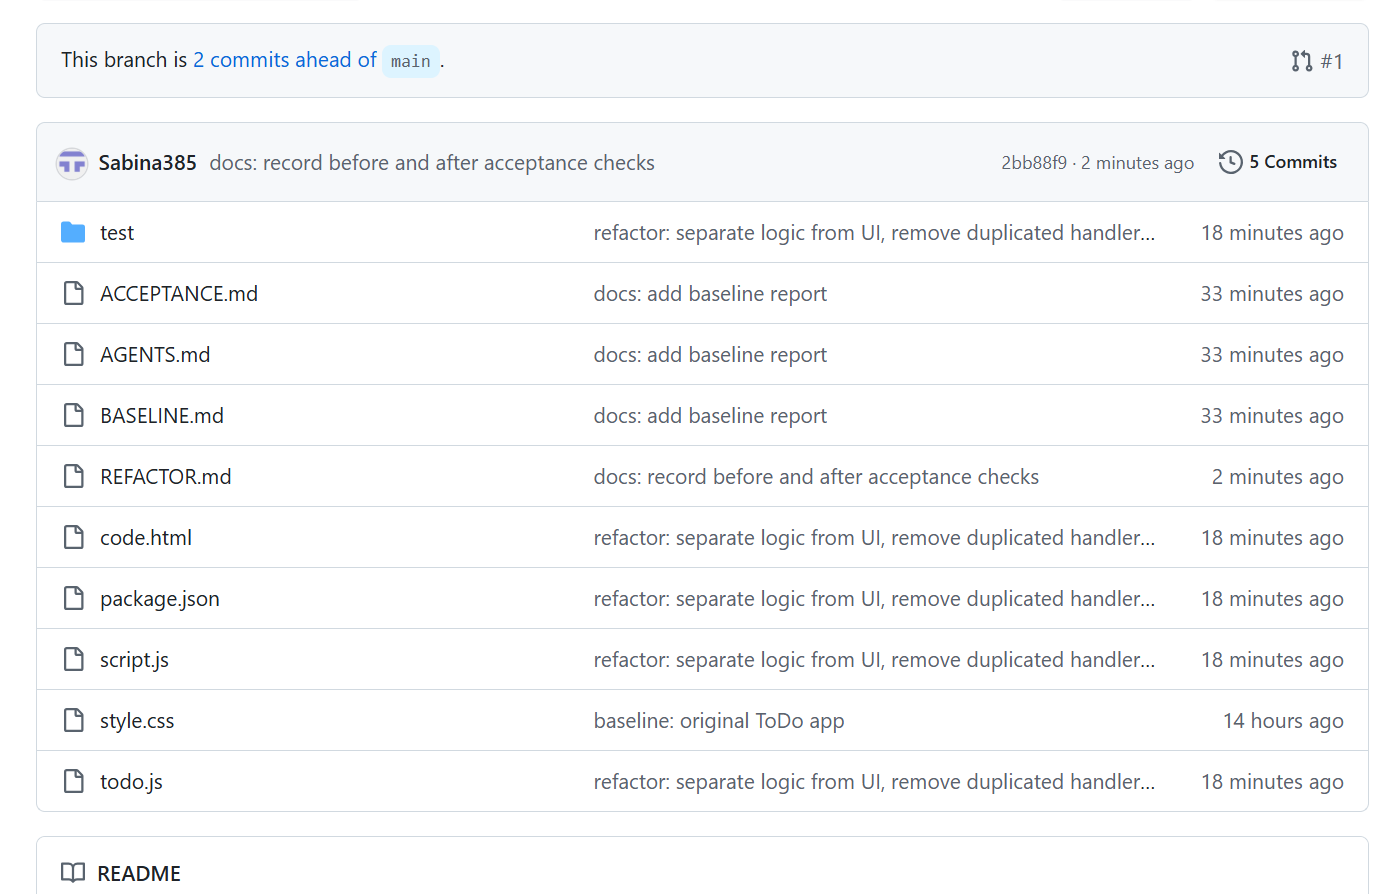 This branch is 2 commits ahead of main.
#1
Sabina385 docs: record before and after acceptance checks 2bb88f9 · 2 minutes ago 5 Commits
test refactor: separate logic from UI, remove duplicated handler... 18 minutes ago
ACCEPTANCE.md docs: add baseline report 33 minutes ago
AGENTS.md docs: add baseline report 33 minutes ago
BASELINE.md docs: add baseline report 33 minutes ago
REFACTOR.md docs: record before and after acceptance checks 2 minutes ago
code.html refactor: separate logic from UI, remove duplicated handler... 18 minutes ago
package.json refactor: separate logic from UI, remove duplicated handler... 18 minutes ago
script.js refactor: separate logic from UI, remove duplicated handler... 18 minutes ago
style.css baseline: original ToDo app 14 hours ago
todo.js refactor: separate logic from UI, remove duplicated handler... 18 minutes ago
README